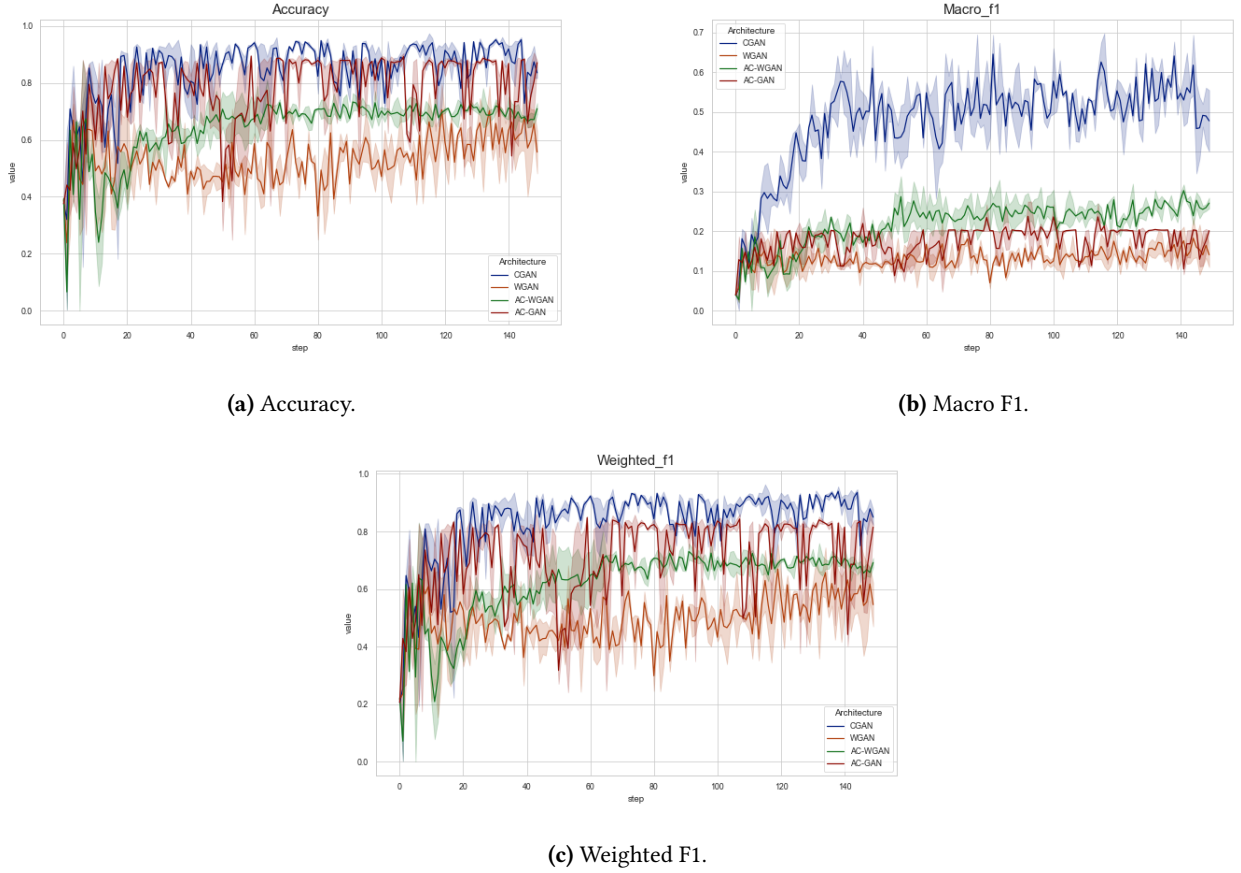 Accuracy
1.0
0.8
0.6
0.4
0.2
0.0
value
0 20 40 60 80 100 120 140
step
Architecture
CGAN
WGAN
AC-WGAN
AC-GAN
(a) Accuracy.
Macro_f1
0.7
0.6
0.5
0.4
0.3
0.2
0.1
0.0
value
0 20 40 60 80 100 120 140
step
Architecture
CGAN
WGAN
AC-WGAN
AC-GAN
(b) Macro F1.
Weighted_f1
1.0
0.8
0.6
0.4
0.2
0.0
value
0 20 40 60 80 100 120 140
step
Architecture
CGAN
WGAN
AC-WGAN
AC-GAN
(c) Weighted F1.